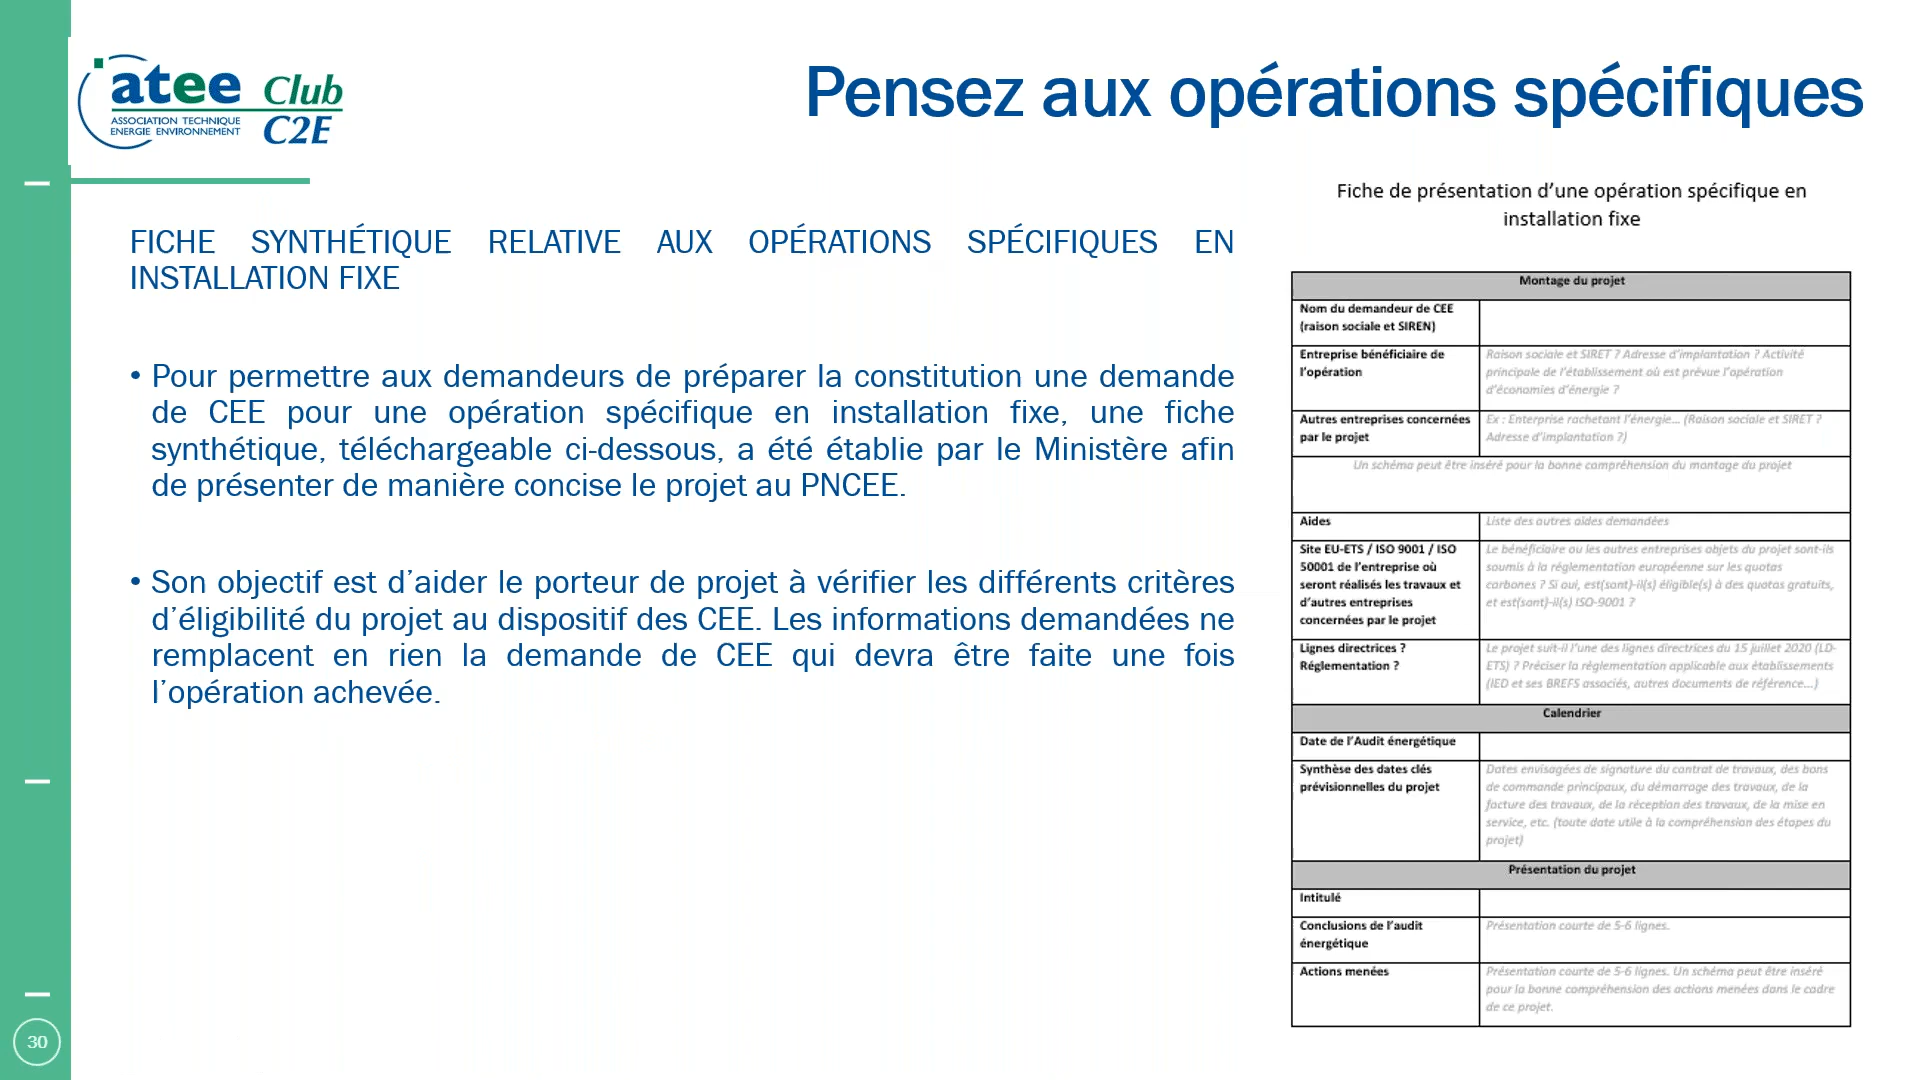 atee Club
ASSOCIATION TECHNIQUE
ENERGIE ENVIRONNEMENT
C2E
Pensez aux opérations spécifiques
FICHE SYNTHÉTIQUE RELATIVE AUX OPÉRATIONS SPÉCIFIQUES EN
INSTALLATION FIXE
• Pour permettre aux demandeurs de préparer la constitution une demande
de CEE pour une opération spécifique en installation fixe, une fiche
synthétique, téléchargeable ci-dessous, a été établie par le Ministère afin
de présenter de manière concise le projet au PNCEE.
• Son objectif est d’aider le porteur de projet à vérifier les différents critères
d’éligibilité du projet au dispositif des CEE. Les informations demandées ne
remplacent en rien la demande de CEE qui devra être faite une fois
l’opération achevée.
Fiche de présentation d’une opération spécifique en
installation fixe
Montage du projet
Nom du demandeur de CEE
(raison sociale et SIREN)
Entreprise bénéficiaire de
l’opération
Raison sociale et SIRET ? Adresse d’implantation ? Activité
principale de l’établissement où est prévue l’opération
d’économies d’énergie ?
Autres entreprises concernées
par le projet
Ex : Entreprise rachetant l’énergie… (Raison sociale et SIRET ?
Adresse d’implantation ?)
Un schéma peut être inséré pour la bonne compréhension du montage du projet
Aides
Liste des autres aides demandées
Site EU-ETS / ISO 9001 / ISO
50001 de l’entreprise où
seront réalisés les travaux et
d’autres entreprises
concernées par le projet
Le bénéficiaire ou les autres entreprises objets du projet sont-ils
soumis à la réglementation européenne sur les quotas
carbones ? Si oui, est(sont)-il(s) éligible(s) à des quotas gratuits,
et est(sont)-il(s) ISO-9001 ?
Lignes directrices ?
Réglementation ?
Le projet suit-il l’une des lignes directrices du 15 juillet 2020 (LD-
ETS) ? Préciser la réglementation applicable aux établissements
(IED et ses BREFS associés, autres documents de référence…)
Calendrier
Date de l’Audit énergétique
Synthèse des dates clés
prévisionnelles du projet
Dates envisagées de signature du contrat de travaux, des bons
de commande principaux, du démarrage des travaux, de la
facture des travaux, de la réception des travaux, de la mise en
service, etc. (toute date utile à la compréhension des étapes du
projet)
Présentation du projet
Intitulé
Conclusions de l’audit
énergétique
Présentation courte de 5-6 lignes.
Actions menées
Présentation courte de 5-6 lignes. Un schéma peut être inséré
pour la bonne compréhension des actions menées dans le cadre
de ce projet.
30